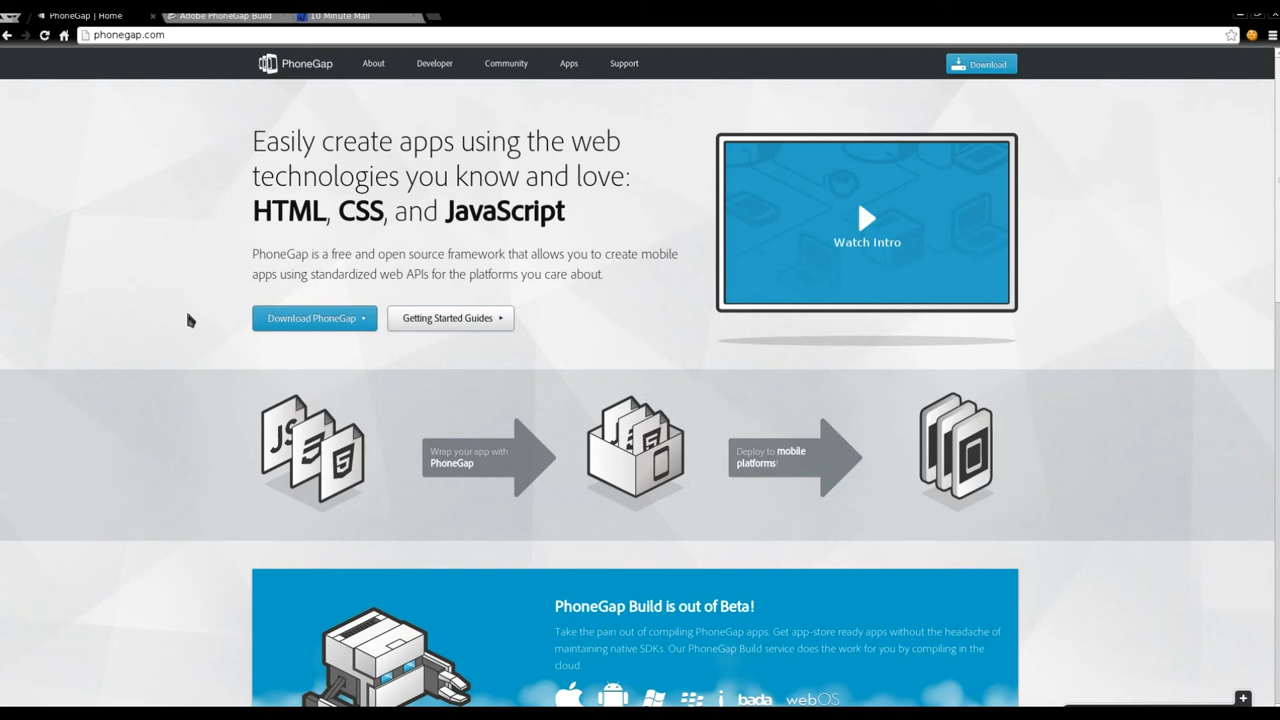 PhoneGap | Home
Adobe PhoneGap Build
10 Minute Mail
phonegap.com
PhoneGap
About
Developer
Community
Apps
Support
Download
Easily create apps using the web
technologies you know and love:
HTML, CSS, and JavaScript
PhoneGap is a free and open source framework that allows you to create mobile
apps using standardized web APIs for the platforms you care about.
Watch Intro
Download PhoneGap
Getting Started Guides
JS
Wrap your app with
PhoneGap
Deploy to mobile
platforms!
PhoneGap Build is out of Beta!
Take the pain out of compiling PhoneGap apps. Get app-store ready apps without the headache of
maintaining native SDKs. Our PhoneGap Build service does the work for you by compiling in the
cloud.
bada
webOS